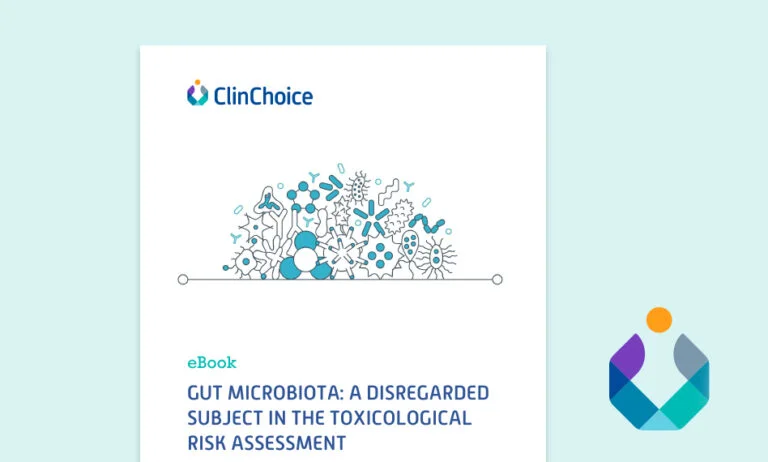 ClinChoice
eBook
GUT MICROBIOTA: A DISREGARDED
SUBJECT IN THE TOXICOLOGICAL
RISK ASSESSMENT